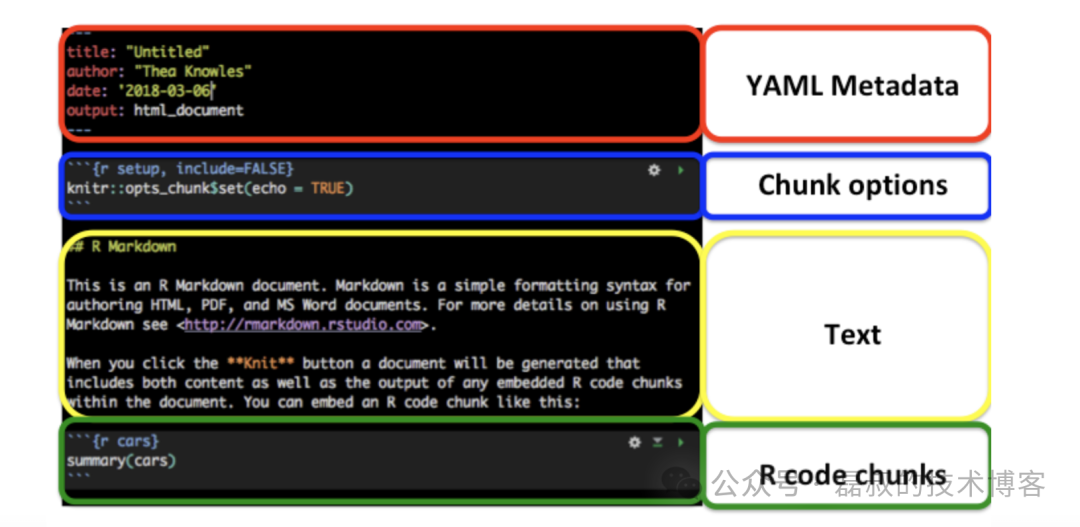 ---
title: "Untitled"
author: "Thea Knowles"
date: '2018-03-06'
output: html_document
---
YAML Metadata
```{r setup, include=FALSE}
knitr::opts_chunk$set(echo = TRUE)
```
Chunk options
## R Markdown
This is an R Markdown document. Markdown is a simple formatting syntax for
authoring HTML, PDF, and MS Word documents. For more details on using R
Markdown see <http://rmarkdown.rstudio.com>.
When you click the **Knit** button a document will be generated that
includes both content as well as the output of any embedded R code chunks
within the document. You can embed an R code chunk like this:
Text
```{r cars}
summary(cars)
```
R code chunks
公众号 · 磊叔的技术博客